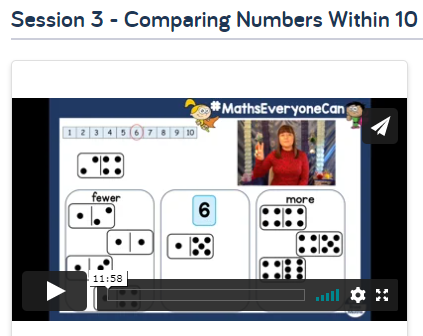 Session 3 - Comparing Numbers Within 10
#MathsEveryoneCan
1 2 3 4 5 6 7 8 9 10
fewer
6
more
11:58